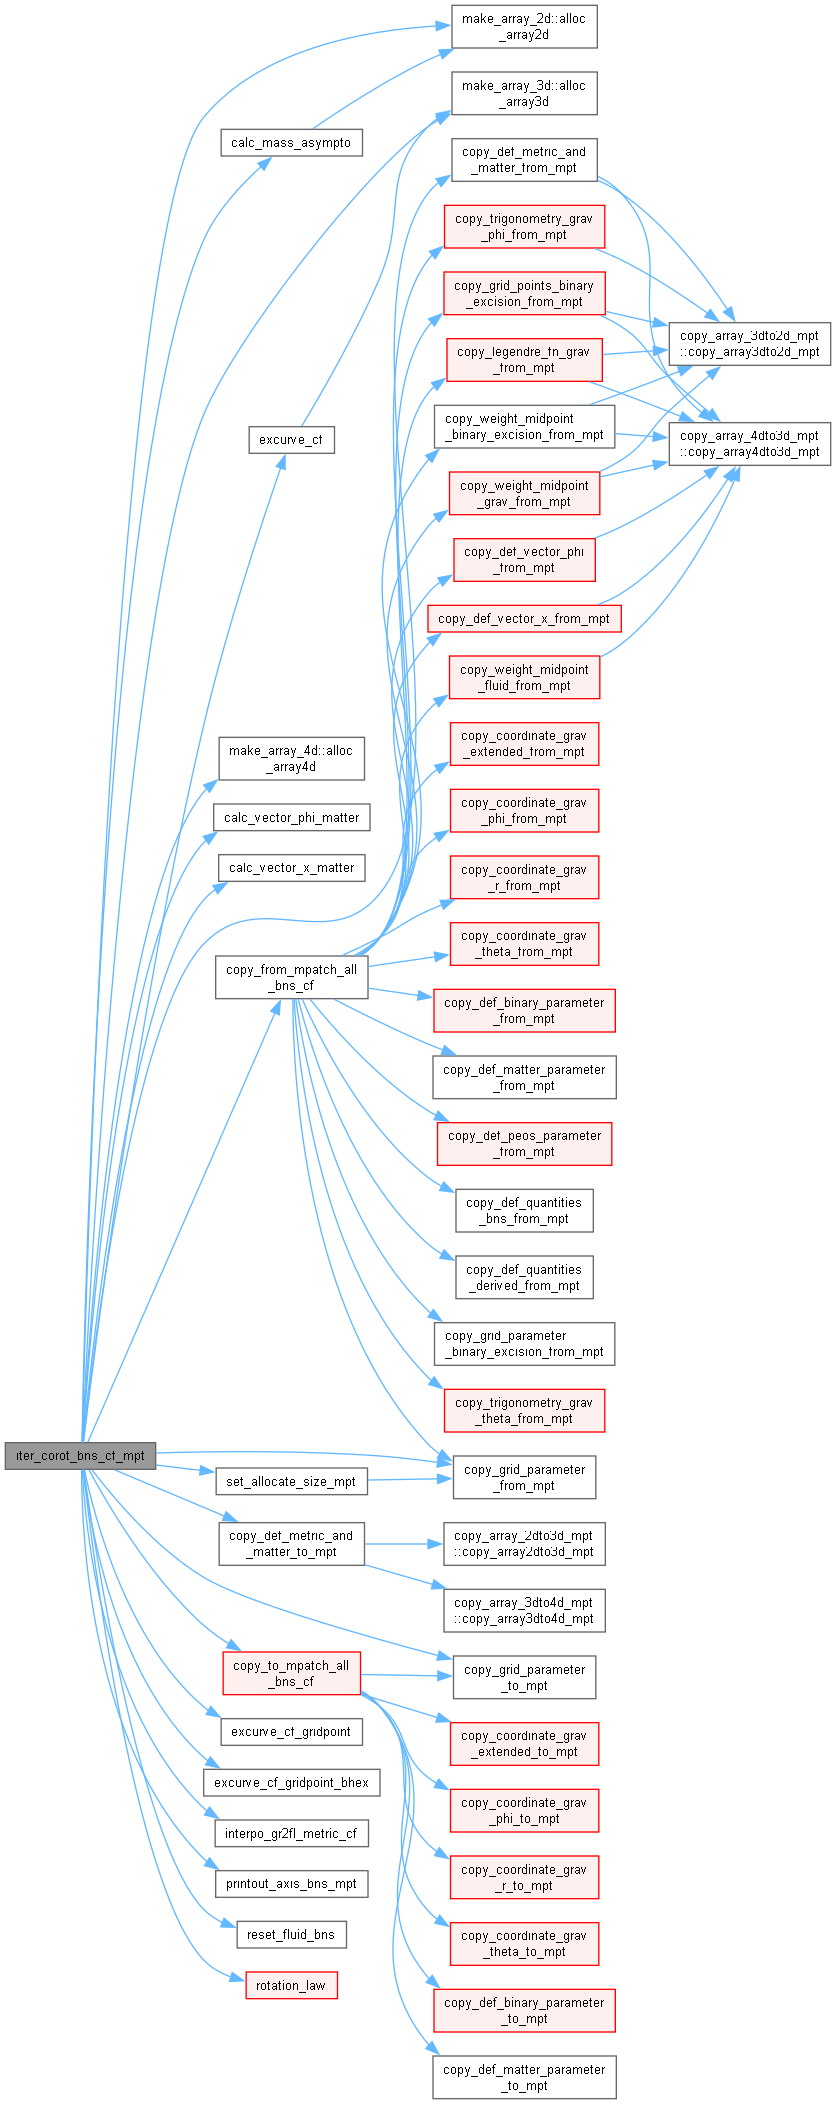 make_array_2d::alloc
_array2d
make_array_3d::alloc
_array3d
calc_mass_asympto
copy_def_metric_and
_matter_from_mpt
copy_trigonometry_grav
_phi_from_mpt
copy_grid_points_binary
_excision_from_mpt
copy_array_3dto2d_mpt
::copy_array3dto2d_mpt
copy_legendre_fn_grav
_from_mpt
excurve_cf
copy_weight_midpoint
_binary_excision_from_mpt
copy_array_4dto3d_mpt
::copy_array4dto3d_mpt
copy_weight_midpoint
_grav_from_mpt
copy_def_vector_phi
_from_mpt
copy_def_vector_x_from_mpt
copy_weight_midpoint
_fluid_from_mpt
copy_coordinate_grav
_extended_from_mpt
make_array_4d::alloc
_array4d
calc_vector_phi_matter
copy_coordinate_grav
_phi_from_mpt
calc_vector_x_matter
copy_coordinate_grav
_r_from_mpt
copy_coordinate_grav
_theta_from_mpt
copy_from_mpatch_all
_bns_cf
copy_def_binary_parameter
_from_mpt
copy_def_matter_parameter
_from_mpt
copy_def_peos_parameter
_from_mpt
copy_def_quantities
_bns_from_mpt
copy_def_quantities
_derived_from_mpt
copy_grid_parameter
_binary_excision_from_mpt
copy_trigonometry_grav
_theta_from_mpt
iter_corot_bns_cf_mpt
set_allocate_size_mpt
copy_grid_parameter
_from_mpt
copy_def_metric_and
_matter_to_mpt
copy_array_2dto3d_mpt
::copy_array2dto3d_mpt
copy_array_3dto4d_mpt
::copy_array3dto4d_mpt
copy_to_mpatch_all
_bns_cf
copy_grid_parameter
_to_mpt
excurve_cf_gridpoint
copy_coordinate_grav
_extended_to_mpt
excurve_cf_gridpoint_bhex
copy_coordinate_grav
_phi_to_mpt
interpo_gr2fl_metric_cf
copy_coordinate_grav
_r_to_mpt
printout_axis_bns_mpt
reset_fluid_bns
copy_coordinate_grav
_theta_to_mpt
rotation_law
copy_def_binary_parameter
_to_mpt
copy_def_matter_parameter
_to_mpt